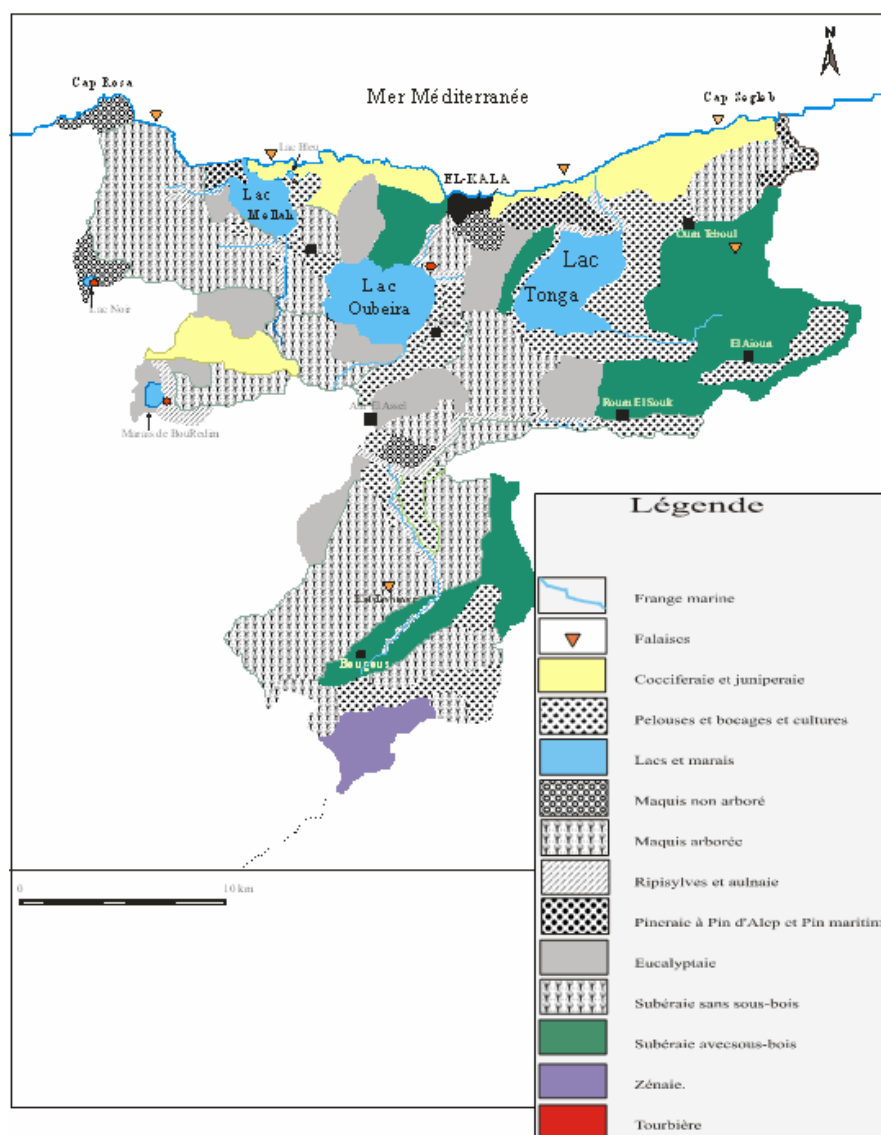 N
Cap Rosa
Mer Méditerranée
Cap Segleb
Lac Bleu
EL-KALA
Lac
Mellah
Oum Teboul
Lac
Tonga
Lac
Oubeira
Lac Noir
El Aioun
Roum El Souk
Ain El Assel
Marais de BouRedim
Bougous
Légende
Frange marine
Falaises
Cocciferaie et juniperaie
Pelouses et bocages et cultures
Lacs et marais
Maquis non arboré
Maquis arborée
Ripisylves et aulnaie
Pineraie à Pin d'Alep et Pin maritim
Eucalyptaie
Subéraie sans sous-bois
Subéraie avecsous-bois
Zénaie.
Tourbière
0 10 km